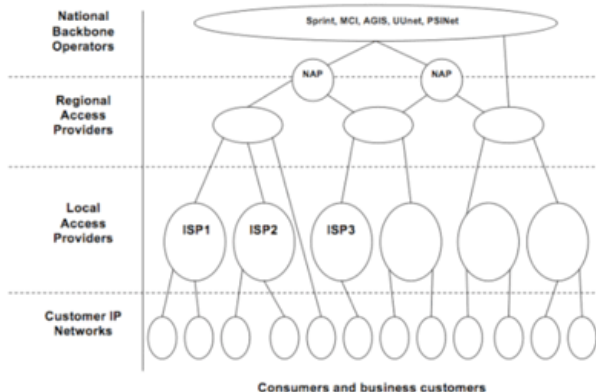 National
Backbone
Operators
Sprint, MCI, AGIS, UUnet, PSINet
NAP
NAP
Regional
Access
Providers
Local
Access
Providers
ISP1
ISP2
ISP3
Customer IP
Networks
Consumers and business customers